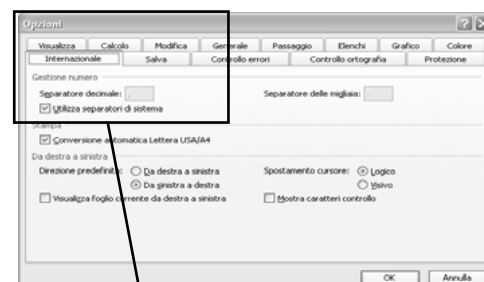 Opzioni
Visualizza Calcolo Modifica Generale Passaggio Elenchi Grafico Colore
Internazionale Salva Controllo errori Controllo ortografia Protezione
Gestione numero
Separatore decimale: . Separatore delle migliaia:
Utilizza separatori di sistema
Stampa
Conversione automatica Lettera USA/A4
Da destra a sinistra
Direzione predefinita: Da destra a sinistra Spostamento cursore: Logico
Da sinistra a destra Visivo
Visualizza foglio corrente da destra a sinistra Mostra caratteri controllo
OK Annulla